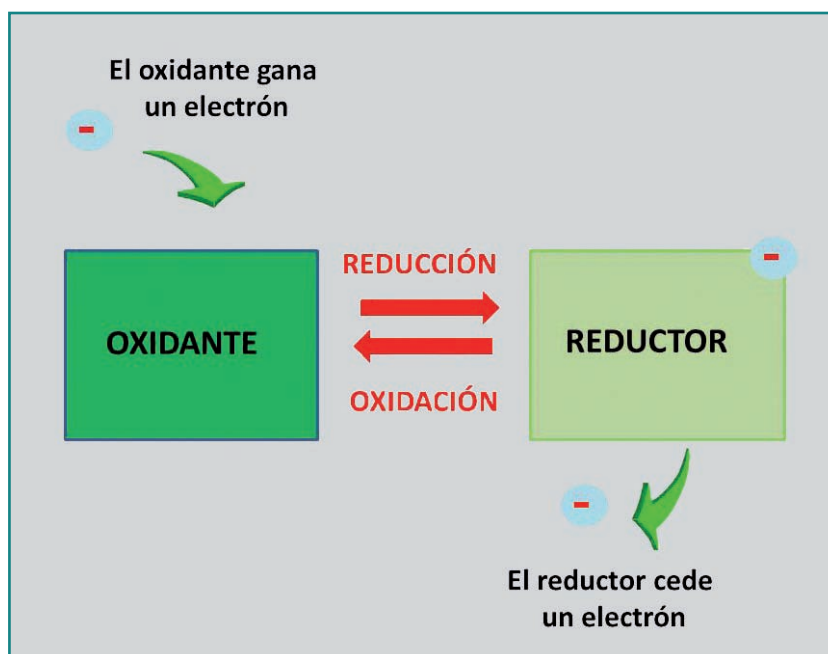 El oxidante gana
un electrón
-
REDUCCIÓN
-
OXIDANTE
REDUCTOR
OXIDACIÓN
-
El reductor cede
un electrón